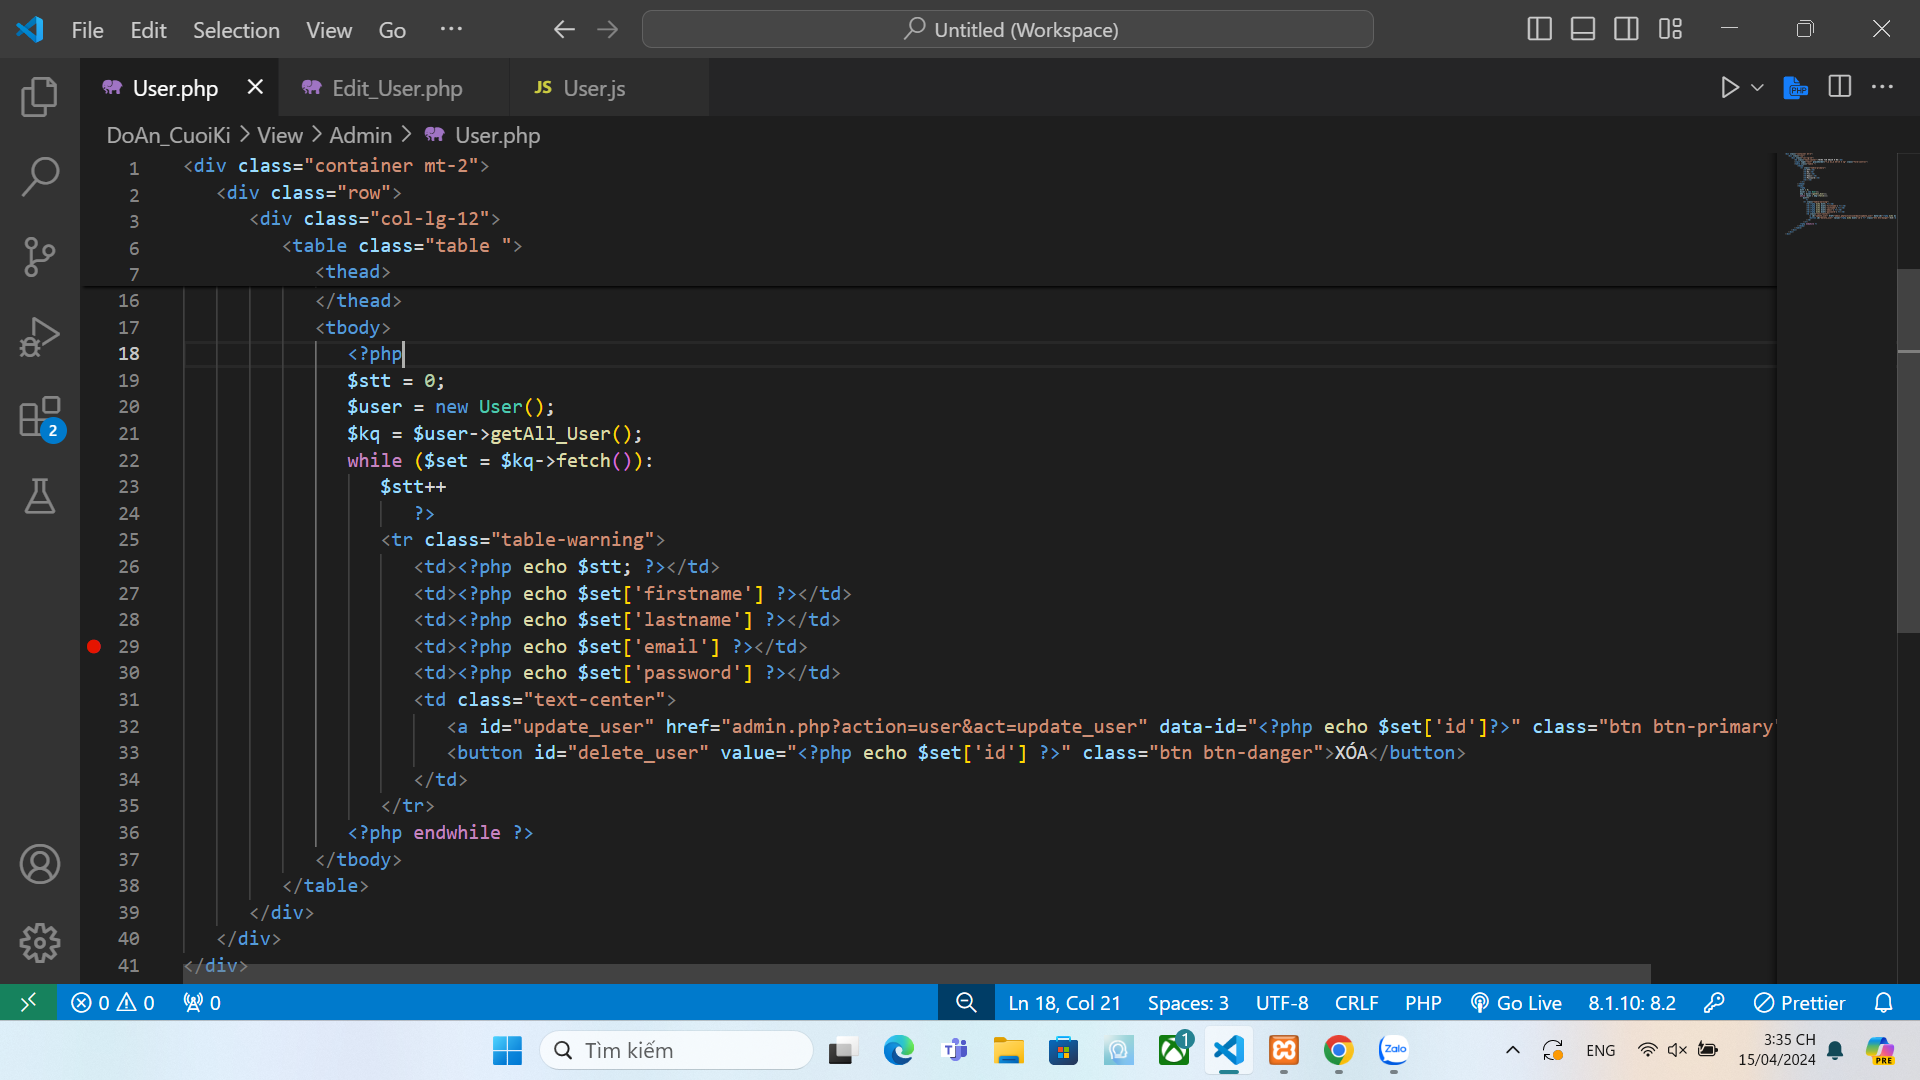 File Edit Selection View Go ··· Untitled (Workspace)
User.php Edit_User.php JS User.js
DoAn_CuoiKi > View > Admin > User.php
1 <div class="container mt-2">
2 <div class="row">
3 <div class="col-lg-12">
6 <table class="table ">
7 <thead>
16 </thead>
17 <tbody>
18 <?php
19 $stt = 0;
20 $user = new User();
21 $kq = $user->getAll_User();
22 while ($set = $kq->fetch()):
23 $stt++
24 ?>
25 <tr class="table-warning">
26 <td><?php echo $stt; ?></td>
27 <td><?php echo $set['firstname'] ?></td>
28 <td><?php echo $set['lastname'] ?></td>
29 <td><?php echo $set['email'] ?></td>
30 <td><?php echo $set['password'] ?></td>
31 <td class="text-center">
32 <a id="update_user" href="admin.php?action=user&act=update_user" data-id="<?php echo $set['id']?>" class="btn btn-primary
33 <button id="delete_user" value="<?php echo $set['id'] ?>" class="btn btn-danger">XÓA</button>
34 </td>
35 </tr>
36 <?php endwhile ?>
37 </tbody>
38 </table>
39 </div>
40 </div>
41 </div>
2
0 0 0 Ln 18, Col 21 Spaces: 3 UTF-8 CRLF PHP Go Live 8.1.10: 8.2 Prettier
Tìm kiếm 1 Zalo ENG 3:35 CH
15/04/2024 PRE